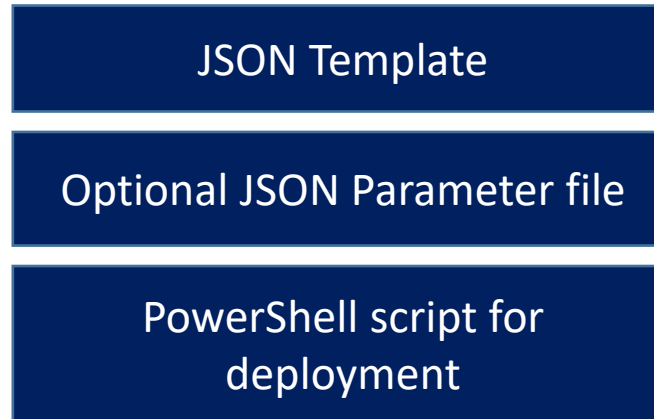 JSON Template
Optional JSON Parameter file
PowerShell script for
deployment